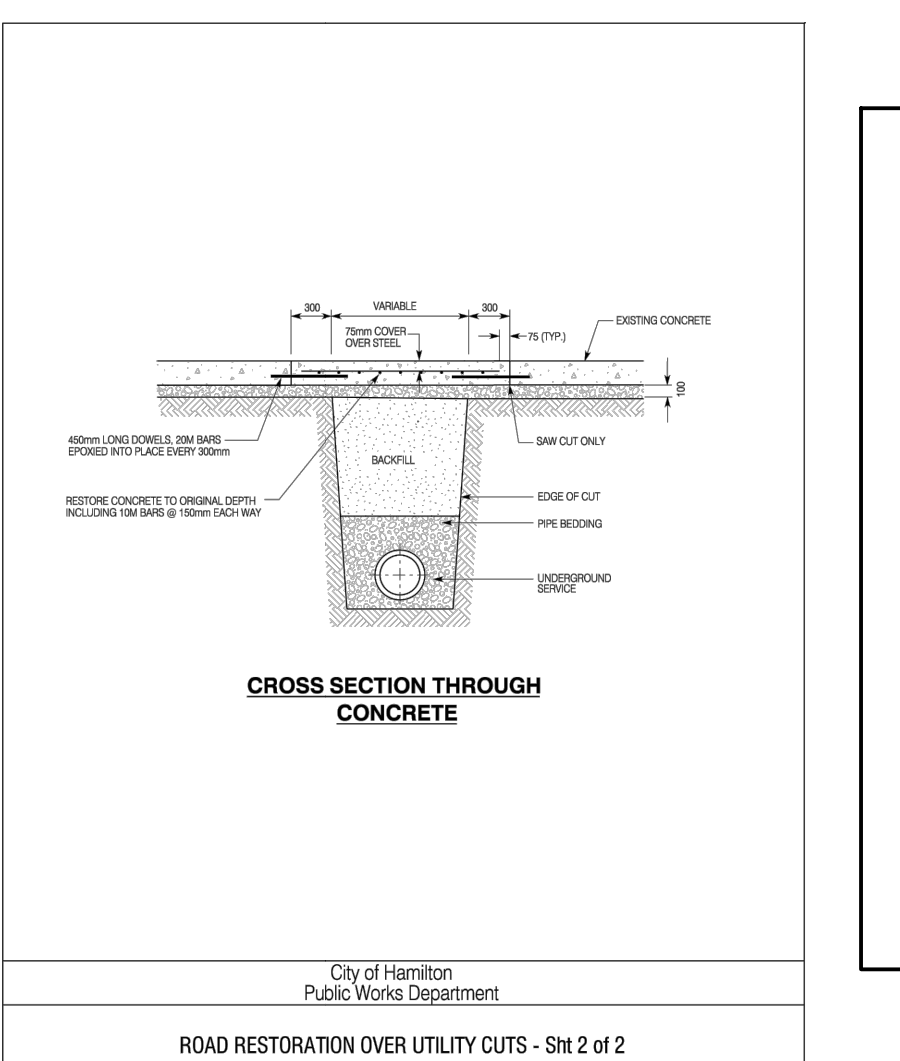 300
VARIABLE
300
75mm COVER
OVER STEEL
75 (TYP.)
EXISTING CONCRETE
100
450mm LONG DOWELS, 20M BARS
EPOXIED INTO PLACE EVERY 300mm
SAW CUT ONLY
BACKFILL
RESTORE CONCRETE TO ORIGINAL DEPTH
INCLUDING 10M BARS @ 150mm EACH WAY
EDGE OF CUT
PIPE BEDDING
UNDERGROUND
SERVICE
CROSS SECTION THROUGH
CONCRETE
City of Hamilton
Public Works Department
ROAD RESTORATION OVER UTILITY CUTS - Sht 2 of 2